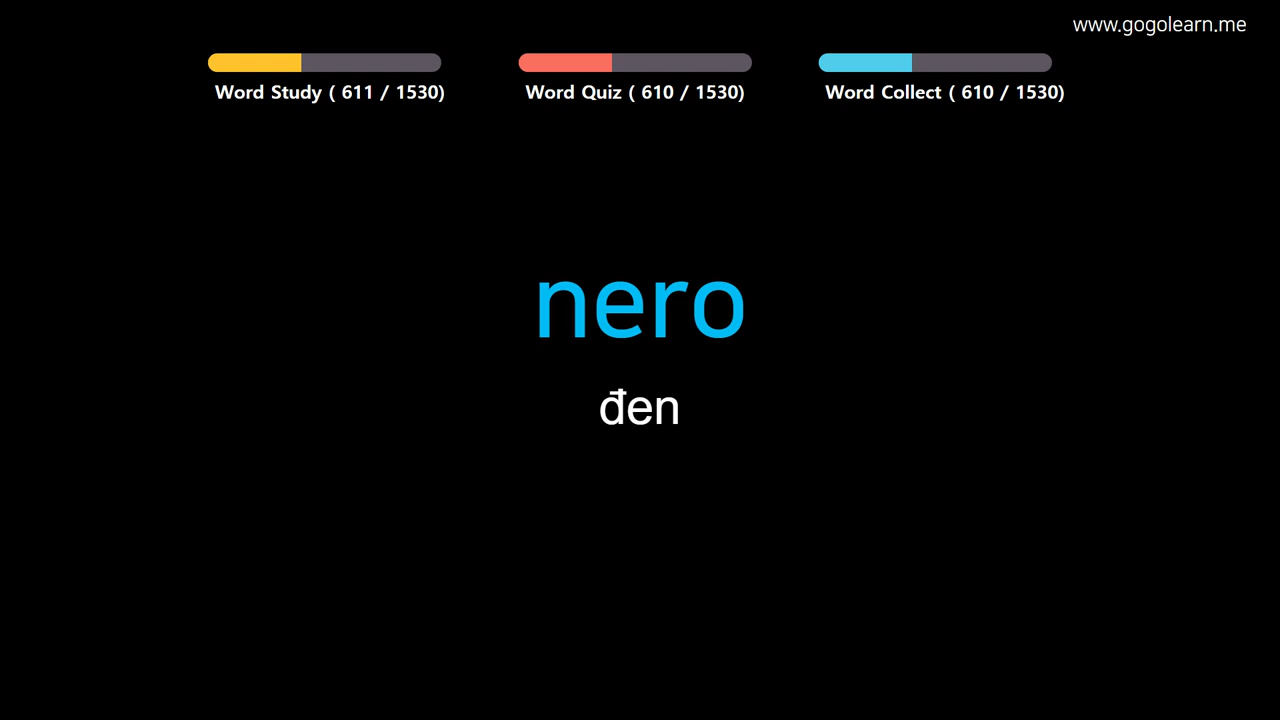 www.gogolearn.me
Word Study ( 611 / 1530)
Word Quiz ( 610 / 1530)
Word Collect ( 610 / 1530)
nero
đen